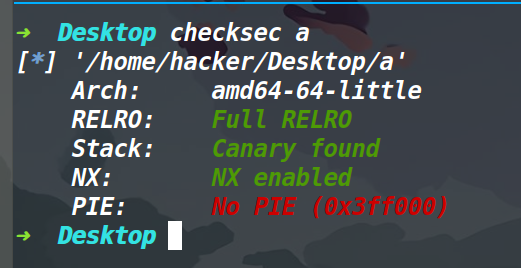 → Desktop checksec a
[*] '/home/hacker/Desktop/a'
    Arch:     amd64-64-little
    RELRO:    Full RELRO
    Stack:    Canary found
    NX:       NX enabled
    PIE:      No PIE (0x3ff000)
→ Desktop